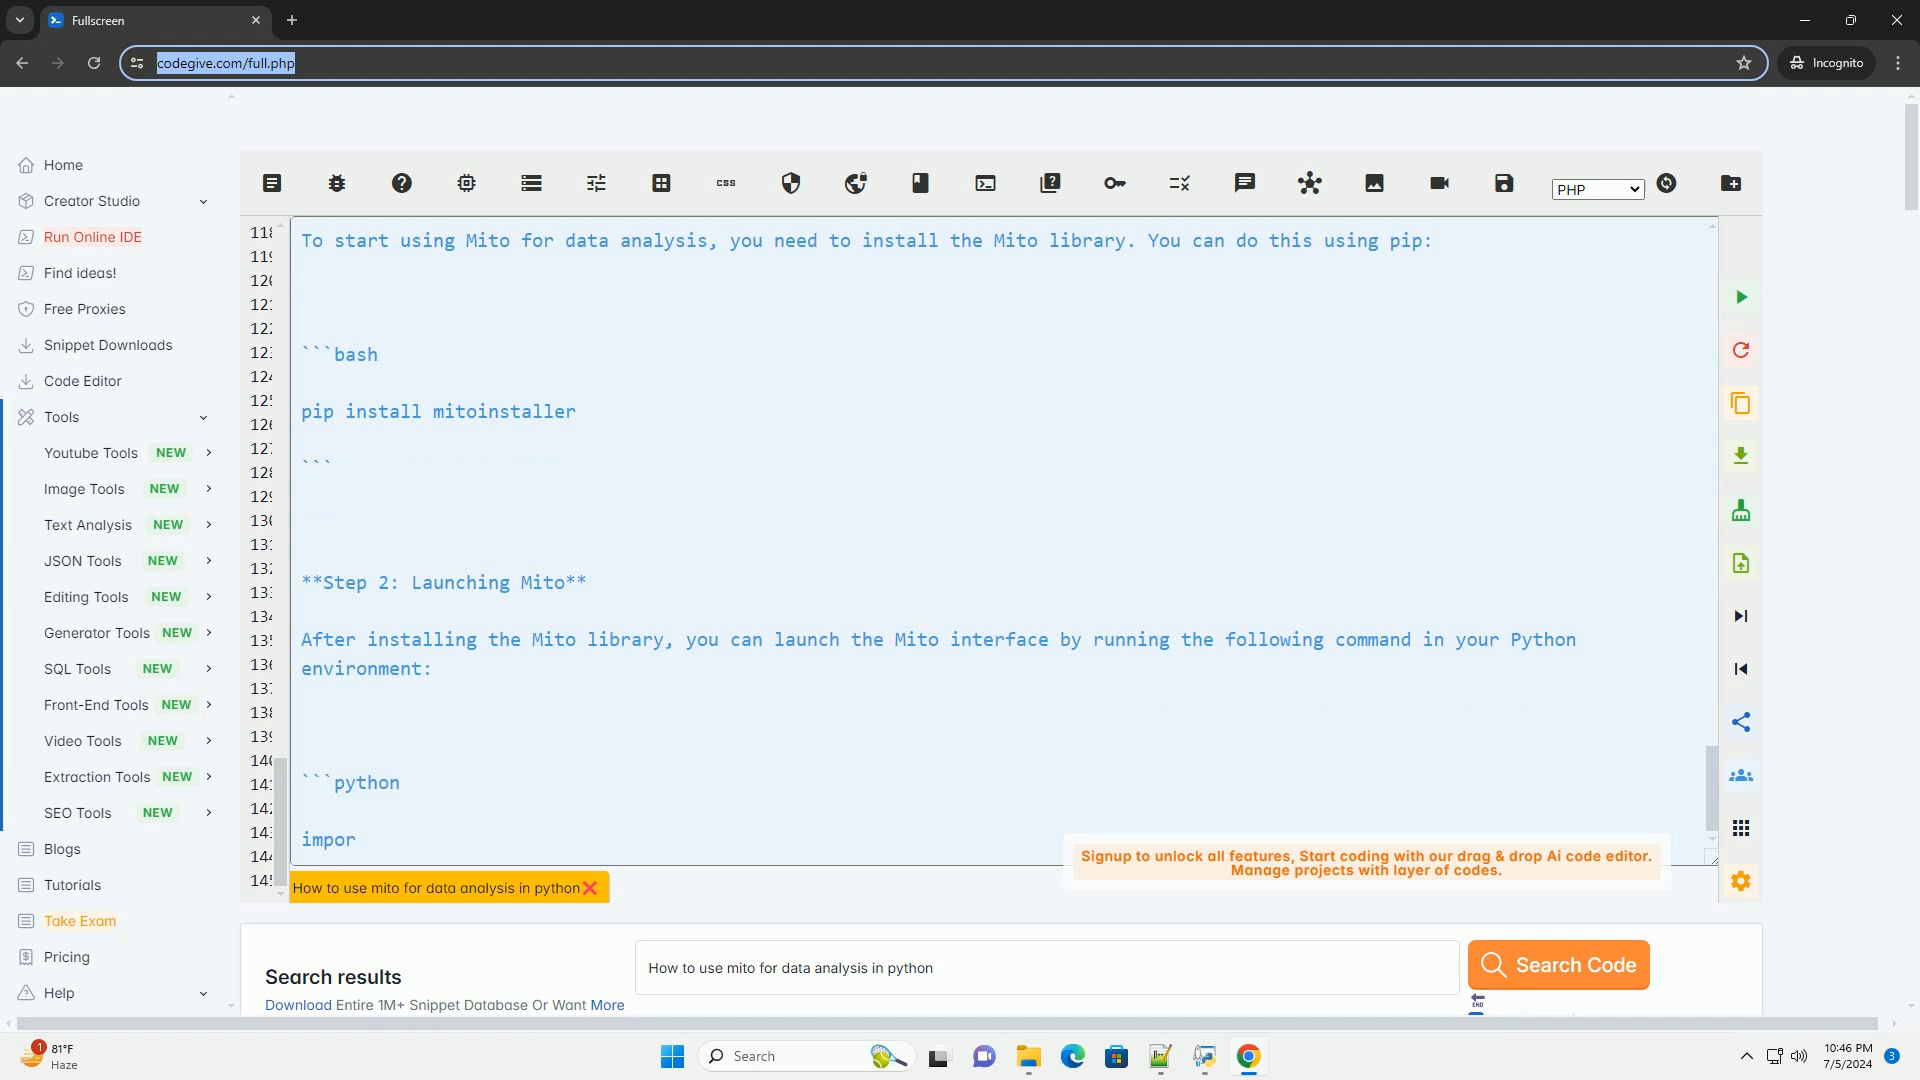 Fullscreen
codegive.com/full.php
Incognito
Home
Creator Studio
Run Online IDE
Find ideas!
Free Proxies
Snippet Downloads
Code Editor
Tools
Youtube Tools NEW
Image Tools NEW
Text Analysis NEW
JSON Tools NEW
Editing Tools NEW
Generator Tools NEW
SQL Tools NEW
Front-End Tools NEW
Video Tools NEW
Extraction Tools NEW
SEO Tools NEW
Blogs
Tutorials
Take Exam
Pricing
Help
css
PHP
To start using Mito for data analysis, you need to install the Mito library. You can do this using pip:
```bash
pip install mitoinstaller
```
**Step 2: Launching Mito**
After installing the Mito library, you can launch the Mito interface by running the following command in your Python
environment:
```python
impor
Signup to unlock all features, Start coding with our drag & drop Ai code editor.
Manage projects with layer of codes.
How to use mito for data analysis in python
Search results
Download Entire 1M+ Snippet Database Or Want More
How to use mito for data analysis in python
Search Code
END
1
81°F
Haze
Search
10:46 PM
7/5/2024
3